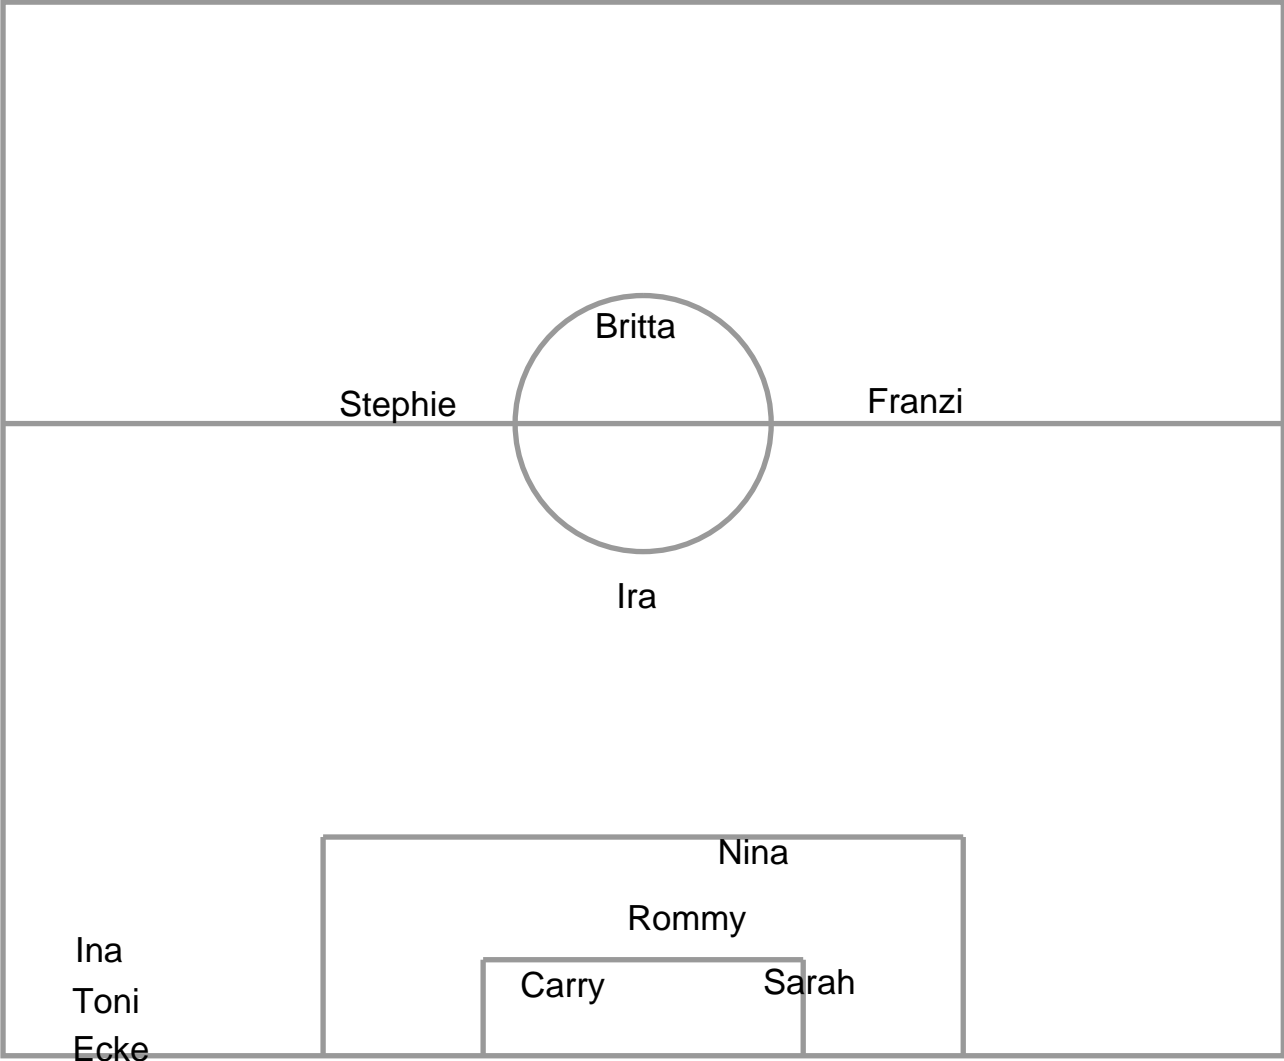 Britta
Stephie
Franzi
Ira
Nina
Rommy
Ina
Carry
Sarah
Toni
Ecke